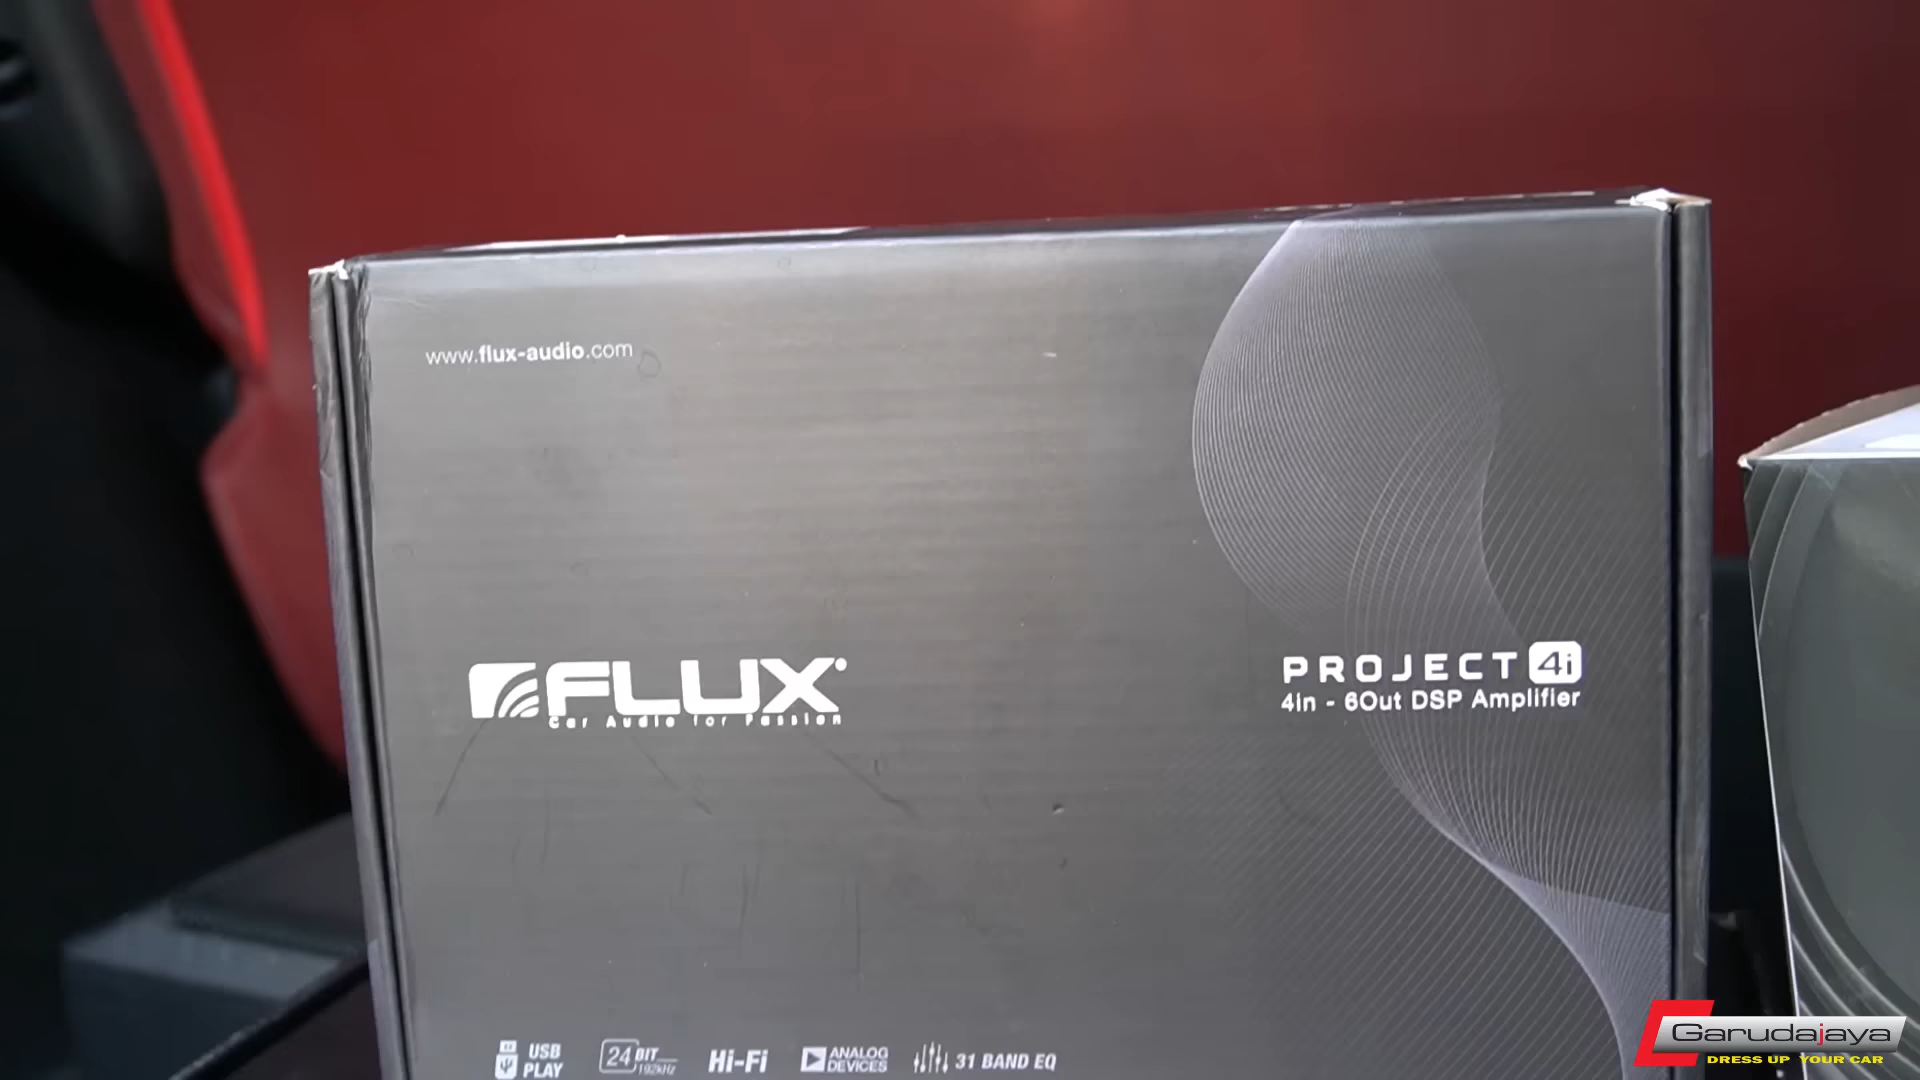 www.flux-audio.com
FLUX
Car Audio for Passion
PROJECT 4i
4in - 6Out DSP Amplifier
USB PLAY
24 BIT 192kHz
Hi-Fi
ANALOG DEVICES
31 BAND EQ
Garudajaya
DRESS UP YOUR CAR